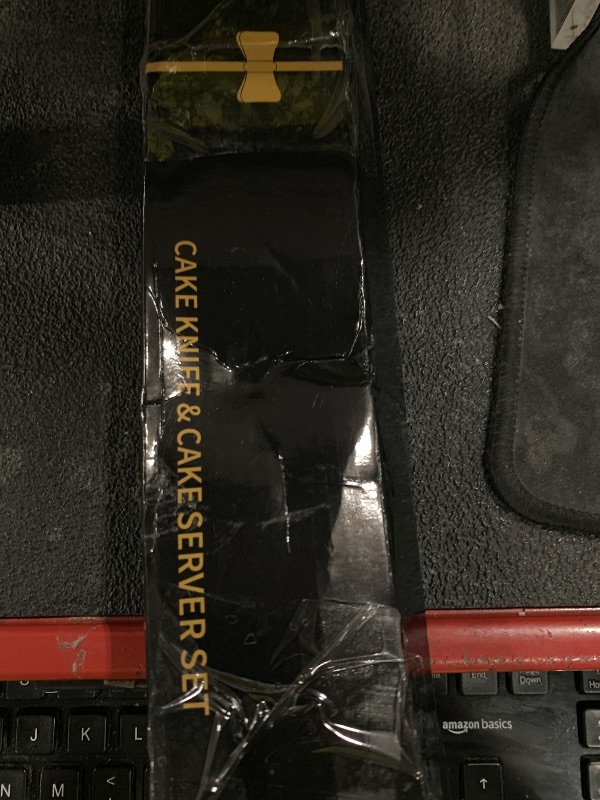 CAKE KNIFE & CAKE SERVER SET
End
Down
J
K
L
amazon basics
N
M
<
↑